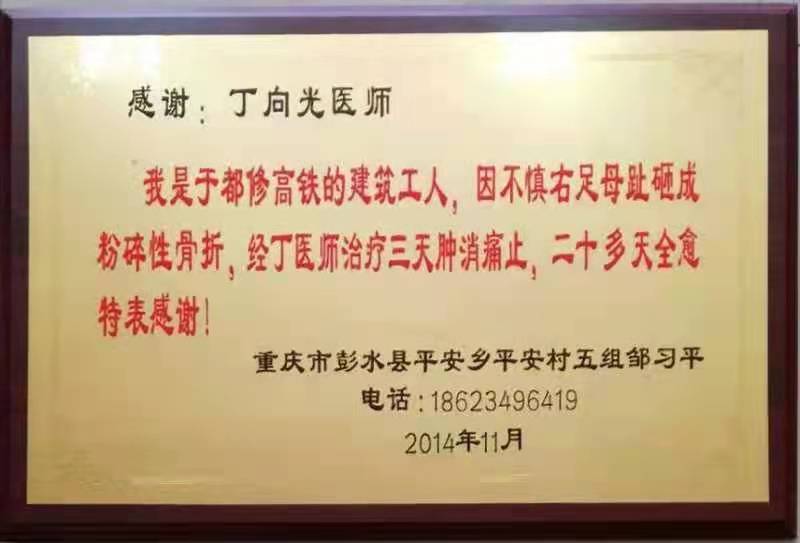 感谢：丁向光医师
我是于都修高铁的建筑工人，因不慎右足母趾砸成
粉碎性骨折，经丁医师治疗三天肿消痛止，二十多天全愈
特表感谢！
重庆市彭水县平安乡平安村五组邹习平
电话：18623496419
2014年11月